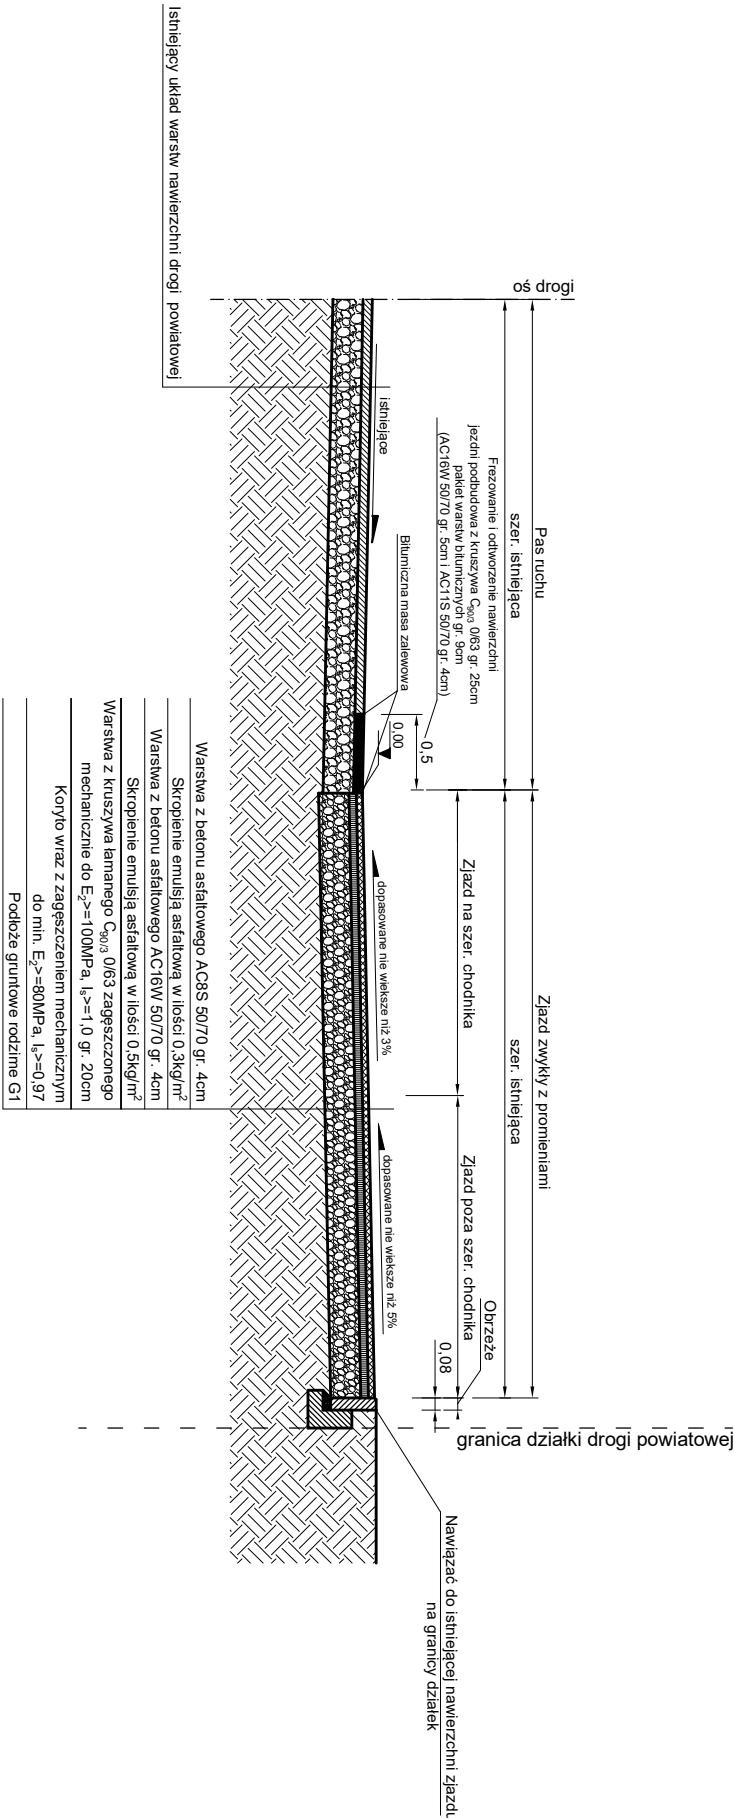 oś drogi
Pas ruchu
szer. istniejąca
Frezowanie i odtworzenie nawierzchni
jezdni podbudowa z kruszywa C90/3 0/63 gr. 25cm
pakiet warstw bitumicznych gr. 9cm
(AC16W 50/70 gr. 5cm i AC11S 50/70 gr. 4cm)
Zjazd zwykły z promieniami
szer. istniejąca
Zjazd na szer. chodnika
Zjazd poza szer. chodnika
Obrzeże
0,08
0,5
0,00
Bitumiczna masa zalewowa
istniejące
dopasowane nie wieksze niż 3%
dopasowane nie wieksze niż 5%
granica działki drogi powiatowej
Nawiązać do istniejącej nawierzchni zjazdu
na granicy działek
Istniejący układ warstw nawierzchni drogi powiatowej
Warstwa z betonu asfaltowego AC8S 50/70 gr. 4cm
Skropienie emulsją asfaltową w ilości 0,3kg/m²
Warstwa z betonu asfaltowego AC16W 50/70 gr. 4cm
Skropienie emulsją asfaltową w ilości 0,5kg/m²
Warstwa z kruszywa łamanego C90/3 0/63 zagęszczonego
mechanicznie do E₂>=100MPa, Iₛ>=1,0 gr. 20cm
Koryto wraz z zagęszczeniem mechanicznym
do min. E₂>=80MPa, Iₛ>=0,97
Podłoże gruntowe rodzime G1